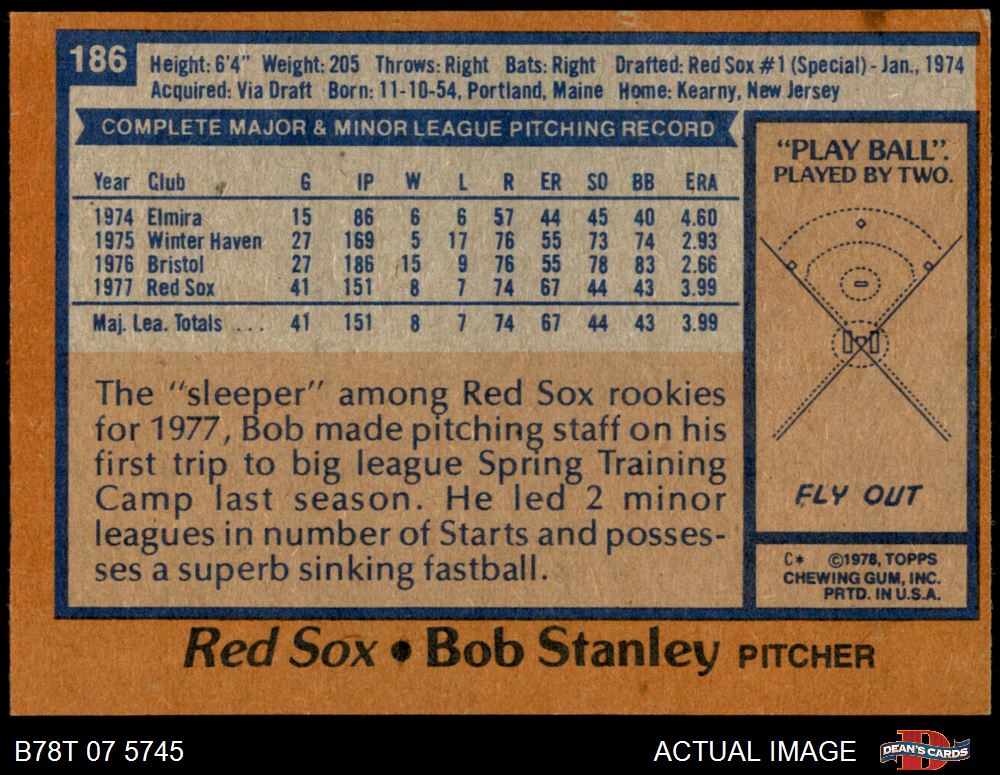 186
Height: 6'4" Weight: 205 Throws: Right Bats: Right Drafted: Red Sox #1 (Special) - Jan., 1974
Acquired: Via Draft Born: 11-10-54, Portland, Maine Home: Kearny, New Jersey
COMPLETE MAJOR & MINOR LEAGUE PITCHING RECORD
Year Club G IP W L R ER SO BB ERA
1974 Elmira 15 86 6 6 57 44 45 40 4.60
1975 Winter Haven 27 169 5 17 76 55 73 74 2.93
1976 Bristol 27 186 15 9 76 55 78 83 2.66
1977 Red Sox 41 151 8 7 74 67 44 43 3.99
Maj. Lea. Totals ... 41 151 8 7 74 67 44 43 3.99
The "sleeper" among Red Sox rookies
for 1977, Bob made pitching staff on his
first trip to big league Spring Training
Camp last season. He led 2 minor
leagues in number of Starts and posses-
ses a superb sinking fastball.
"PLAY BALL".
PLAYED BY TWO.
FLY OUT
C* ©1978, TOPPS
CHEWING GUM, INC.
PRTD. IN U.S.A.
Red Sox • Bob Stanley PITCHER
B78T 07 5745
ACTUAL IMAGE
D
DEAN'S CARDS